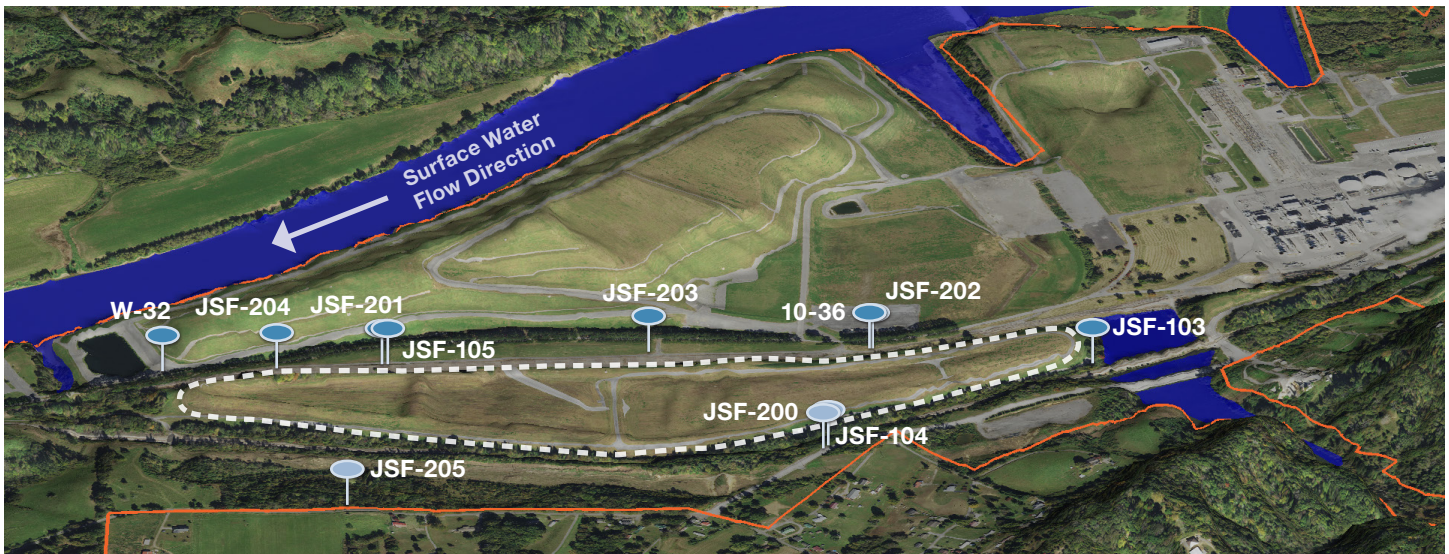 Surface Water
Flow Direction
W-32
JSF-204
JSF-201
JSF-105
JSF-203
10-36
JSF-202
JSF-103
JSF-200
JSF-104
JSF-205